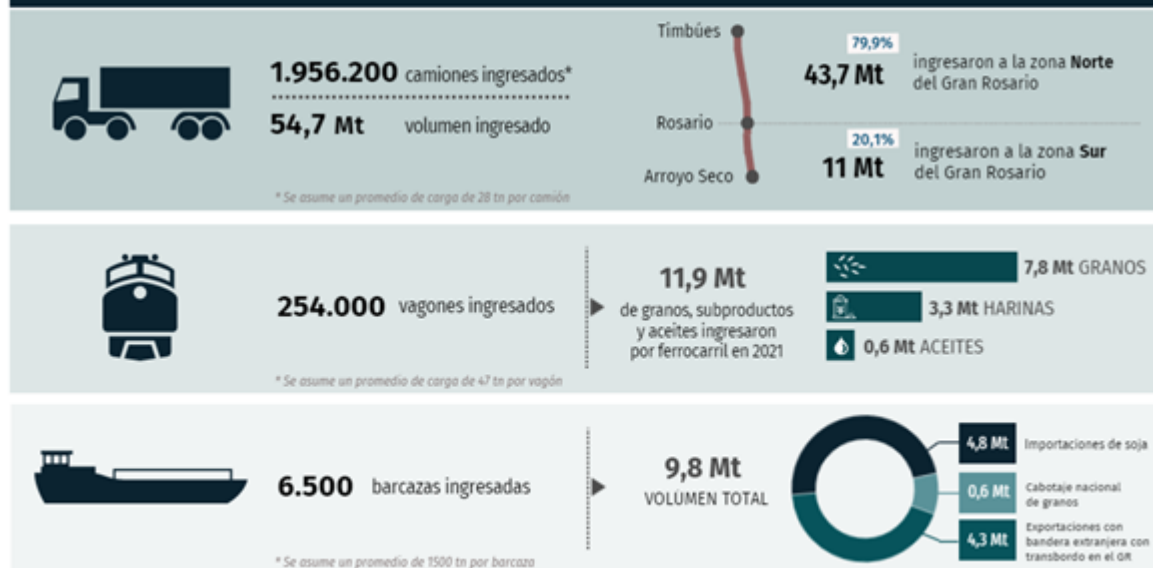 1.956.200 camiones ingresados*
54,7 Mt volumen ingresado
* Se asume un promedio de carga de 28 tn por camión
Timbúes
Rosario
Arroyo Seco
79,9%
43,7 Mt
ingresaron a la zona Norte
del Gran Rosario
20,1%
11 Mt
ingresaron a la zona Sur
del Gran Rosario
254.000 vagones ingresados
* Se asume un promedio de carga de 47 tn por vagón
11,9 Mt
de granos, subproductos
y aceites ingresaron
por ferrocarril en 2021
7,8 Mt GRANOS
3,3 Mt HARINAS
0,6 Mt ACEITES
6.500 barcazas ingresadas
* Se asume un promedio de 1500 tn por barcaza
9,8 Mt
VOLUMEN TOTAL
4,8 Mt Importaciones de soja
0,6 Mt Cabotaje nacional
de granos
4,3 Mt Exportaciones con
bandera extranjera con
transbordo en el GR